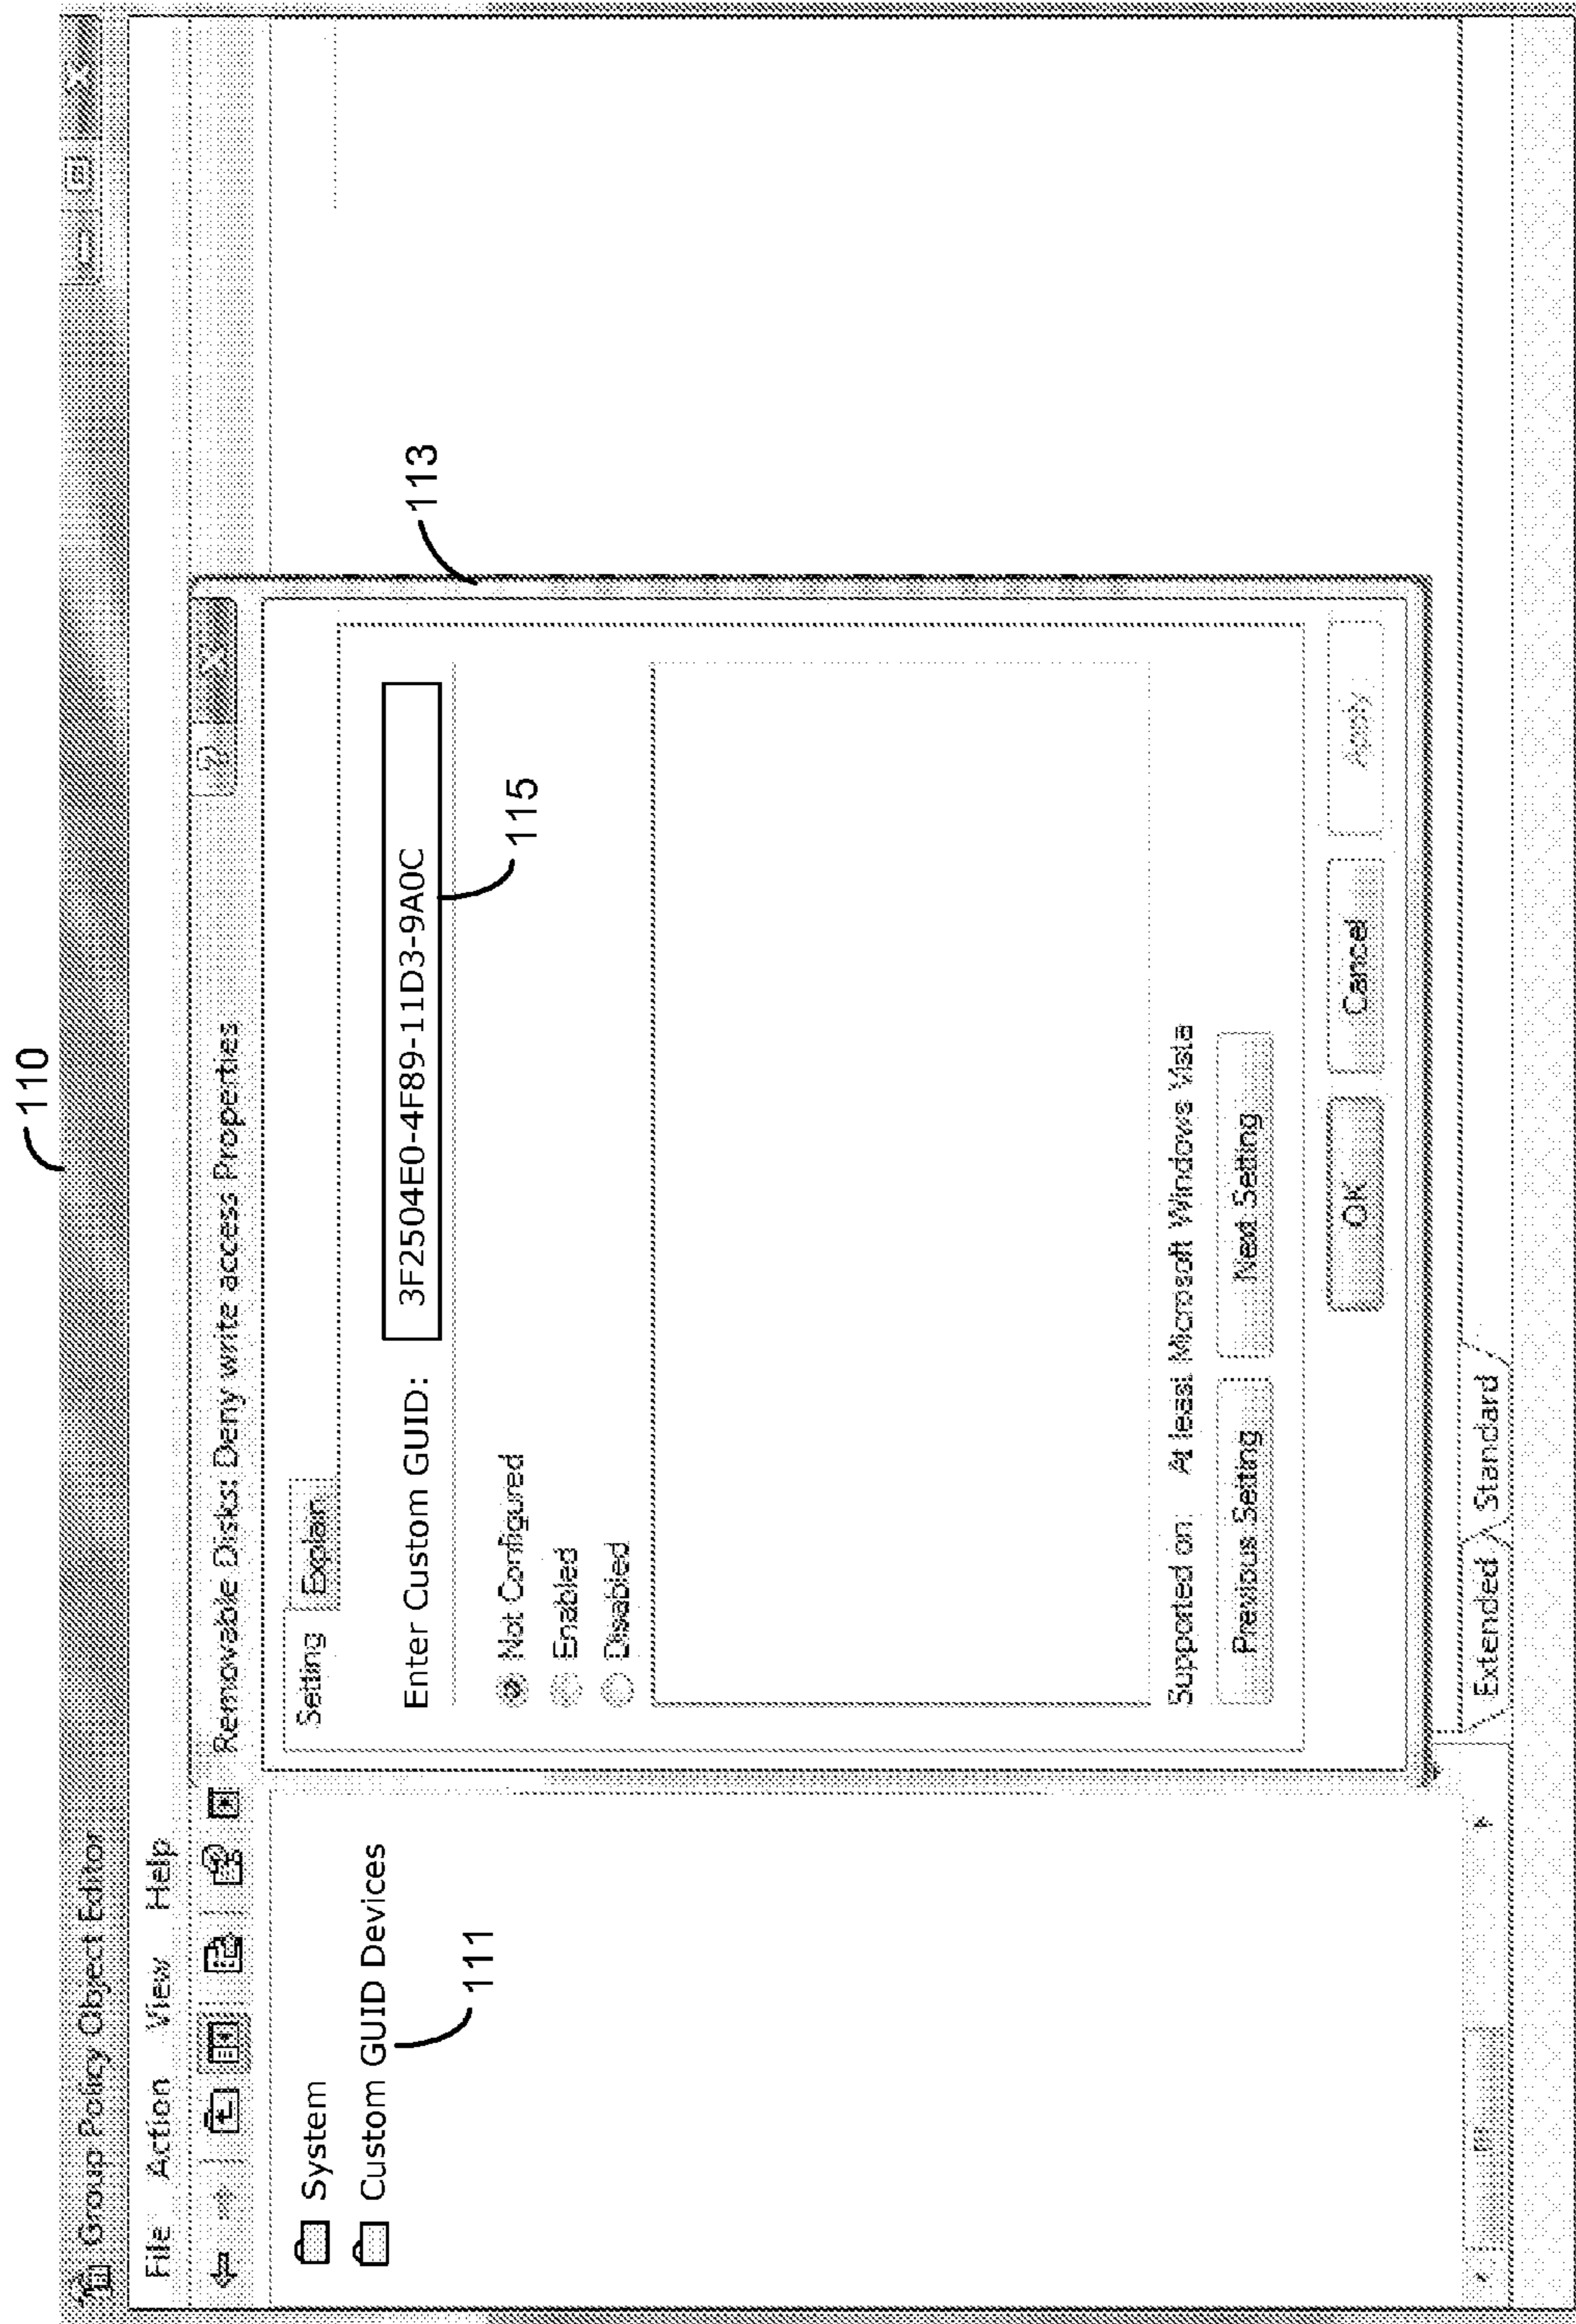 110
Group Policy Object Editor
File Action View Help
Removable Disks: Deny write access Properties
?
X
System
Custom GUID Devices
111
Setting
Explain
Enter Custom GUID:
3F2504E0-4F89-11D3-9A0C
113
115
Not Configured
Enabled
Disabled
Supported on: At least Microsoft Windows Vista
Previous Setting
Next Setting
OK
Cancel
Apply
Extended
Standard